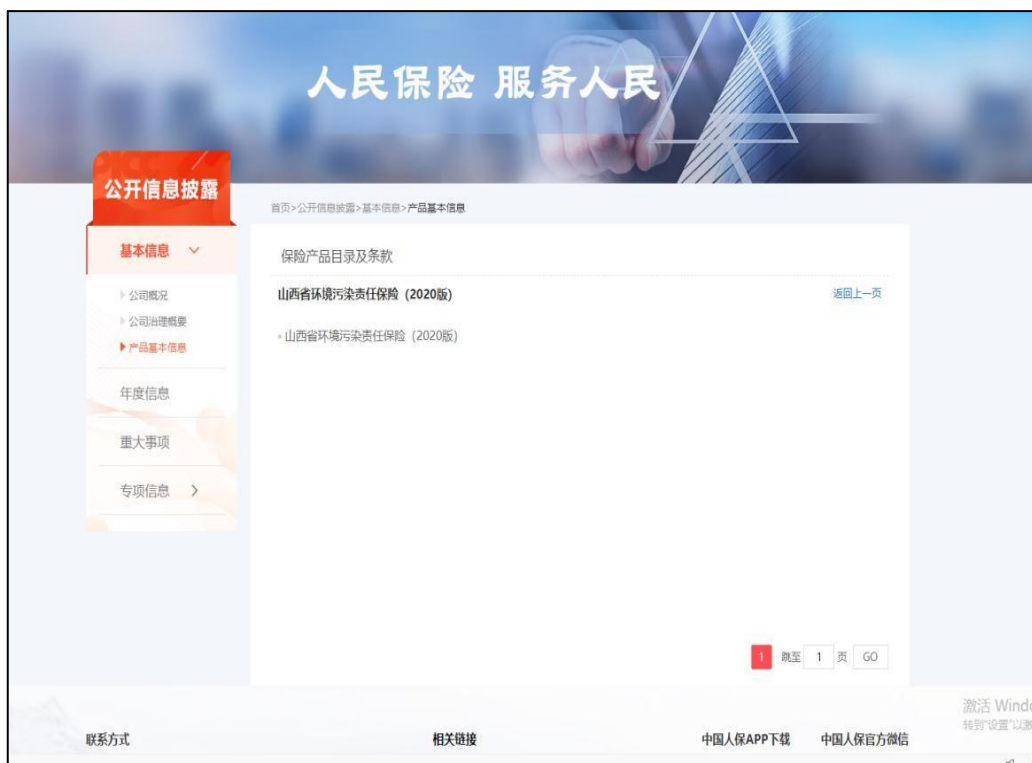 人民保险 服务人民
公开信息披露
首页>公开信息披露>基本信息>产品基本信息
基本信息
公司概况
公司治理概要
产品基本信息
年度信息
重大事项
专项信息
保险产品目录及条款
山西省环境污染责任保险（2020版） 返回上一页
山西省环境污染责任保险（2020版）
1 跳至 1 页 GO
激活 Windo
转到"设置"以激
联系方式 相关链接 中国人保APP下载 中国人保官方微信